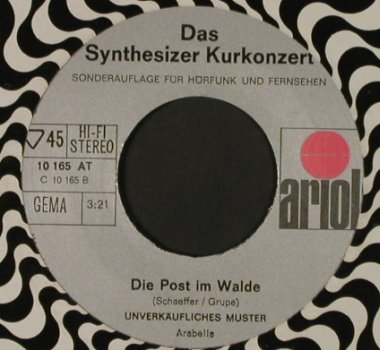 Das
Synthesizer Kurkonzert
SONDERAUFLAGE FÜR HÖRFUNK UND FERNSEHEN
45
HI-FI
STEREO
10 165 AT
C 10 165 B
GEMA
3:21
ariol
Die Post im Walde
(Schaeffer / Grupe)
UNVERKÄUFLICHES MUSTER
Arabella